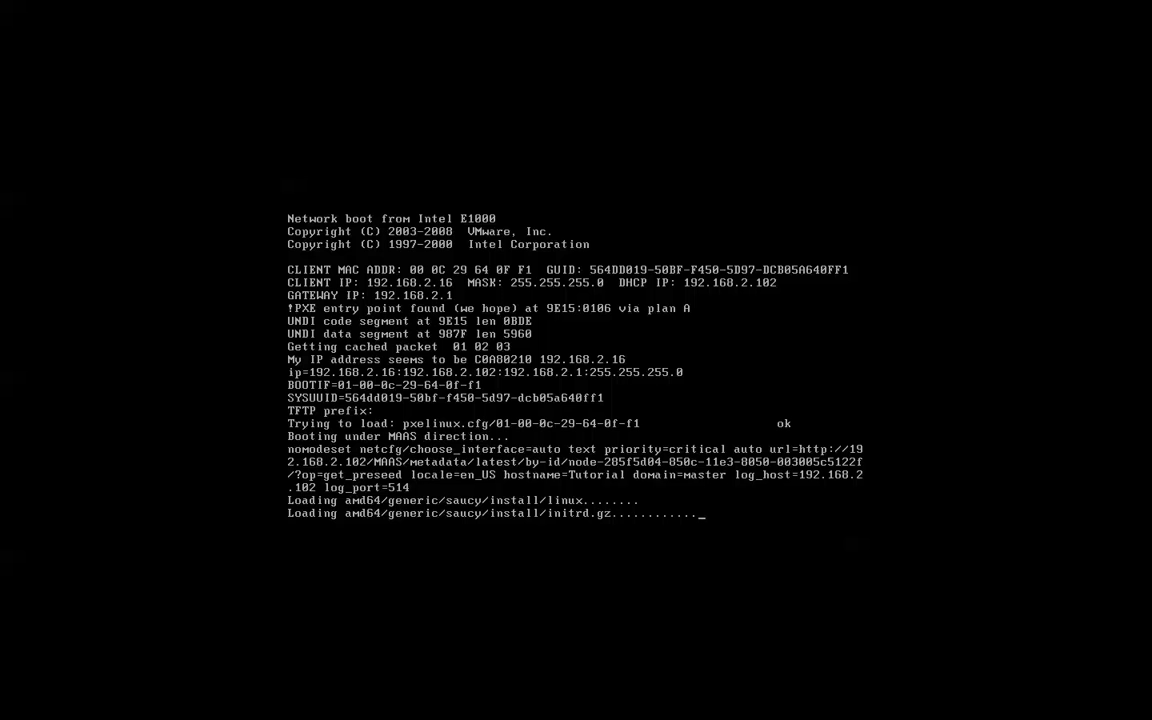 Network boot from Intel E1000
Copyright (C) 2003-2008  VMware, Inc.
Copyright (C) 1997-2000  Intel Corporation
CLIENT MAC ADDR: 00 0C 29 64 0F F1  GUID: 564DD019-50BF-F450-5D97-DCB05A640FF1
CLIENT IP: 192.168.2.16  MASK: 255.255.255.0  DHCP IP: 192.168.2.102
GATEWAY IP: 192.168.2.1
!PXE entry point found (we hope) at 9E15:0106 via plan A
UNDI code segment at 9E15 len 0BDE
UNDI data segment at 987F len 5960
Getting cached packet  01 02 03
My IP address seems to be C0A80210 192.168.2.16
ip=192.168.2.16:192.168.2.102:192.168.2.1:255.255.255.0
BOOTIF=01-00-0c-29-64-0f-f1
SYSUUID=564dd019-50bf-f450-5d97-dcb05a640ff1
TFTP prefix:
Trying to load: pxelinux.cfg/01-00-0c-29-64-0f-f1                   ok
Booting under MAAS direction...
nomodeset netcfg/choose_interface=auto text priority=critical auto url=http://19
2.168.2.102/MAAS/metadata/latest/by-id/node-285f5d04-850c-11e3-8050-003005c5122f
/?op=get_preseed locale=en_US hostname=Tutorial domain=master log_host=192.168.2
.102 log_port=514
Loading amd64/generic/saucy/install/linux........
Loading amd64/generic/saucy/install/initrd.gz............_